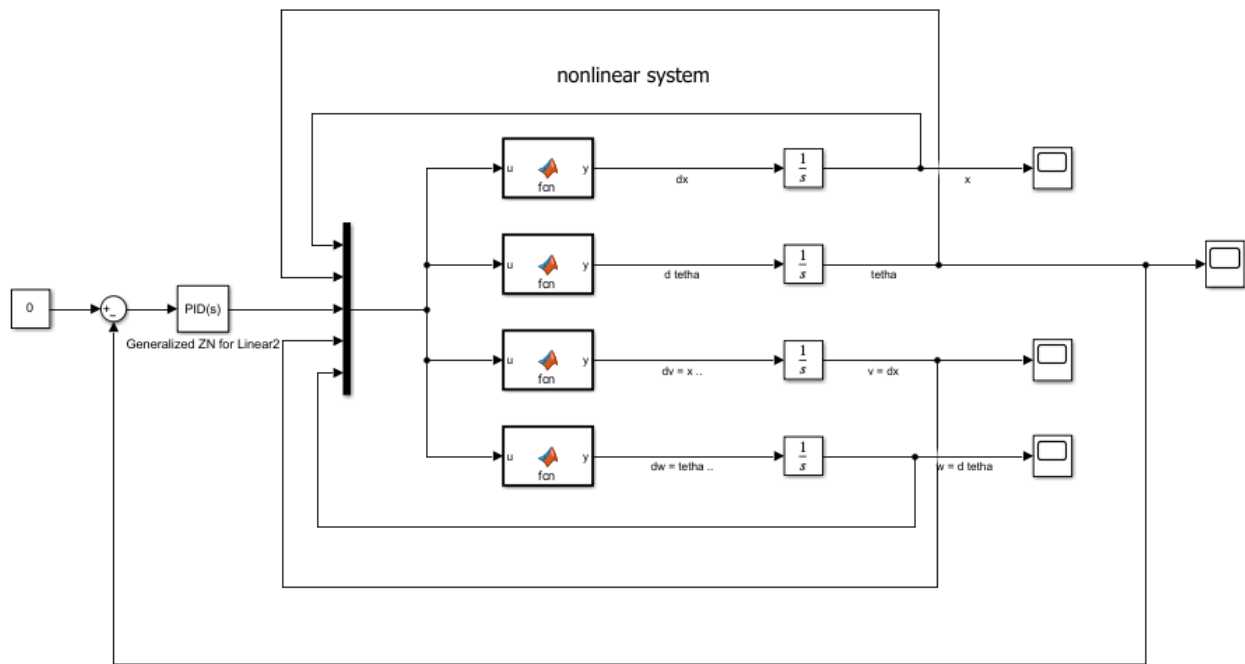 nonlinear system
u
y
fcn
dx
1
s
x
u
y
fcn
d tetha
1
s
tetha
0
+
−
PID(s)
Generalized ZN for Linear2
u
y
fcn
dv = x ..
1
s
v = dx
u
y
fcn
dw = tetha ..
1
s
w = d tetha